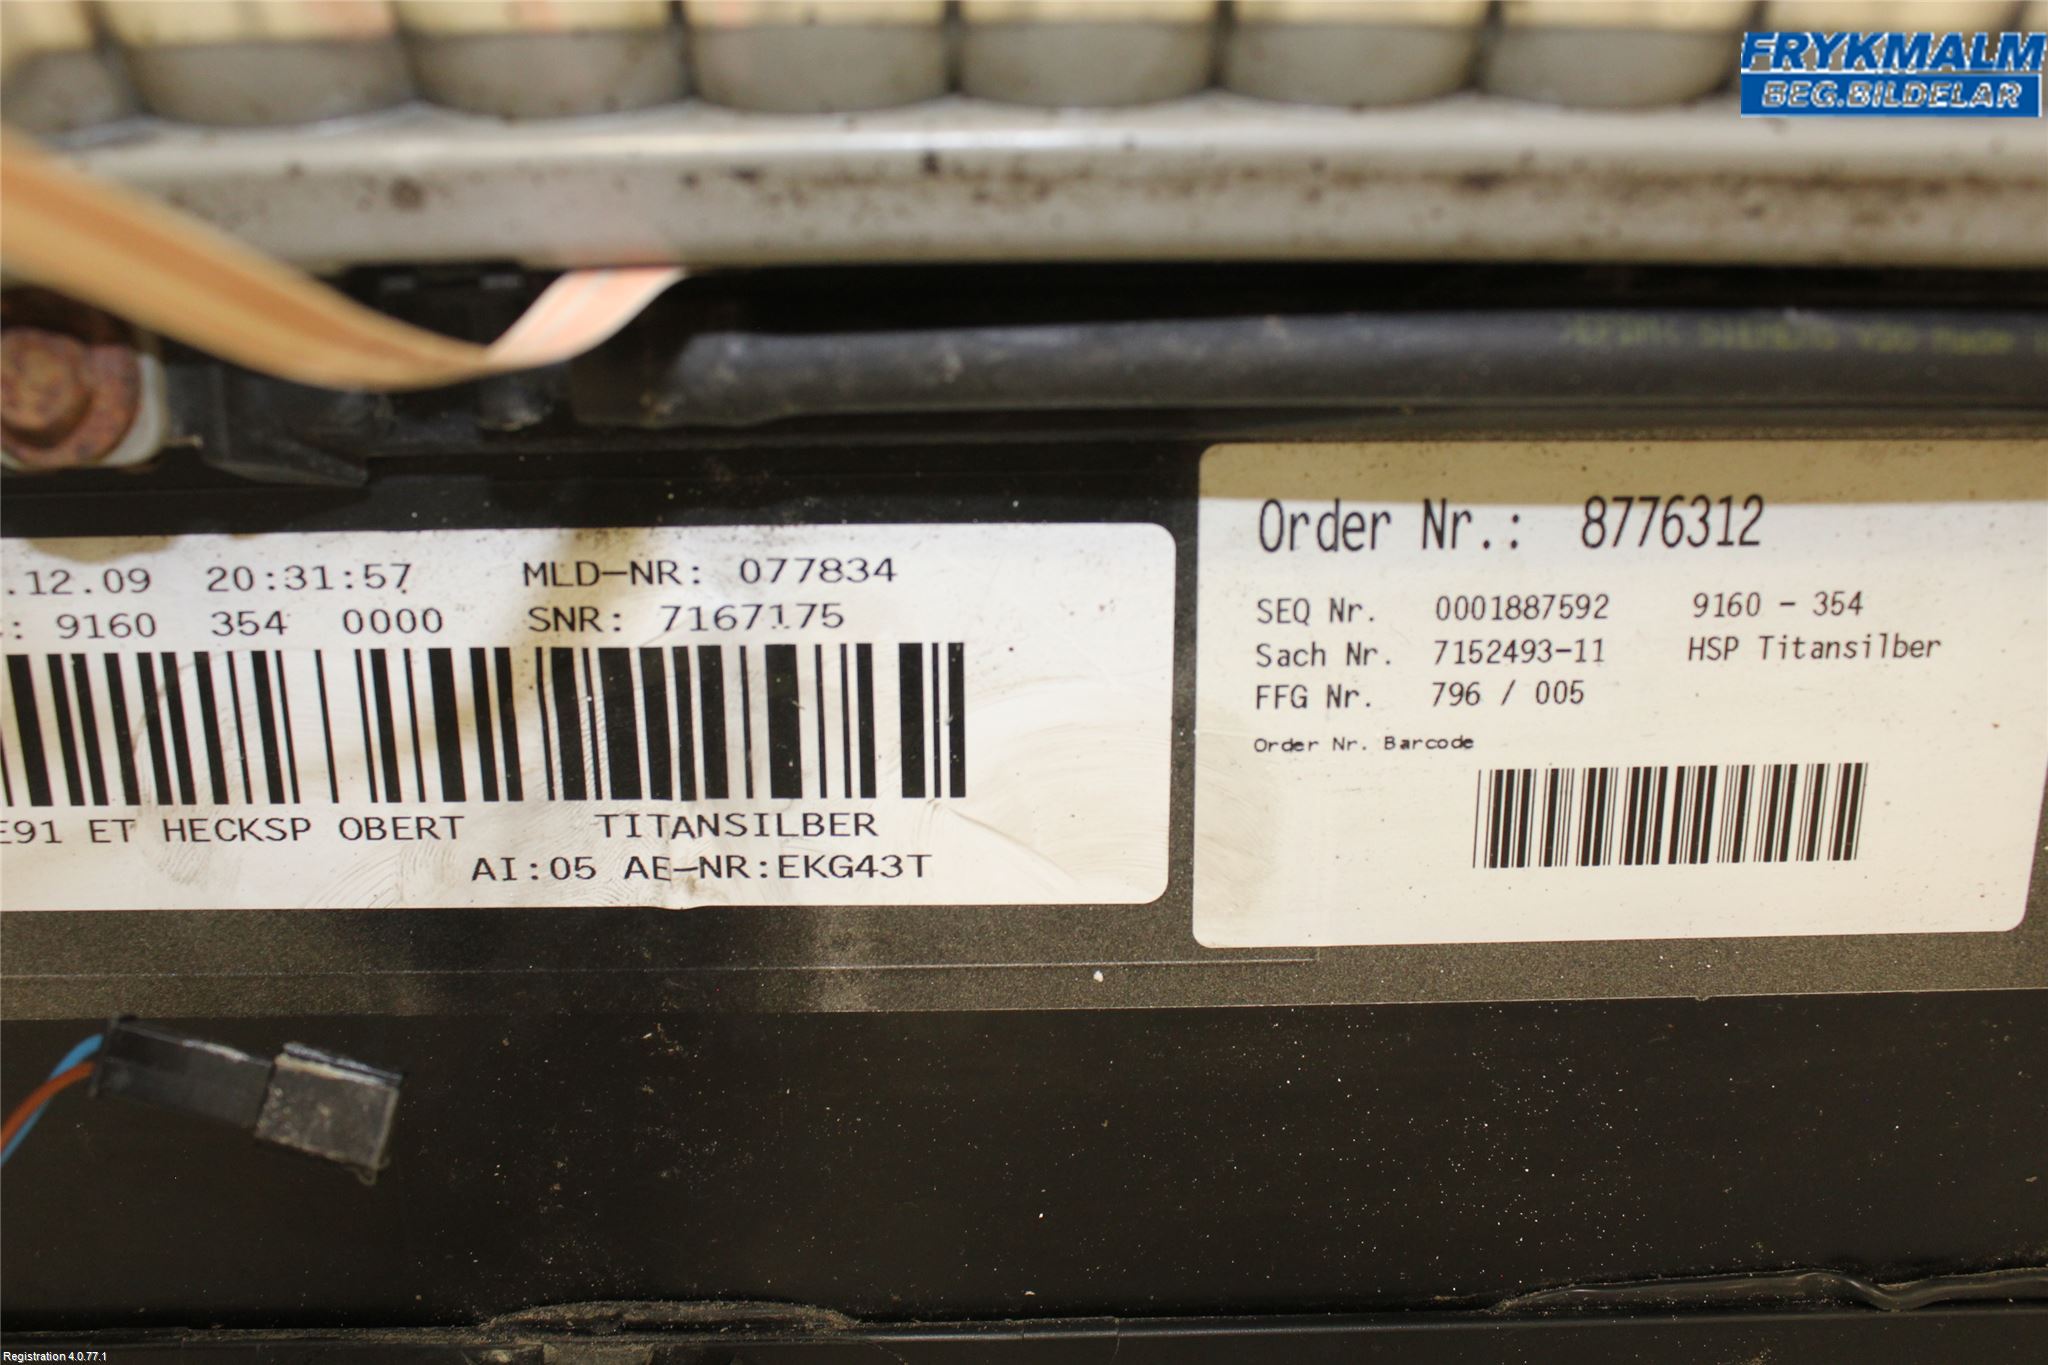 FRYKMALM
BEG.BILDELAR
.12.09 20:31:57 MLD-NR: 077834
: 9160 354 0000 SNR: 7167175
E91 ET HECKSP OBERT TITANSILBER
AI:05 AE-NR:EKG43T
Order Nr.: 8776312
SEQ Nr. 0001887592 9160 - 354
Sach Nr. 7152493-11 HSP Titansilber
FFG Nr. 796 / 005
Order Nr. Barcode
Registration 4.0.77.1